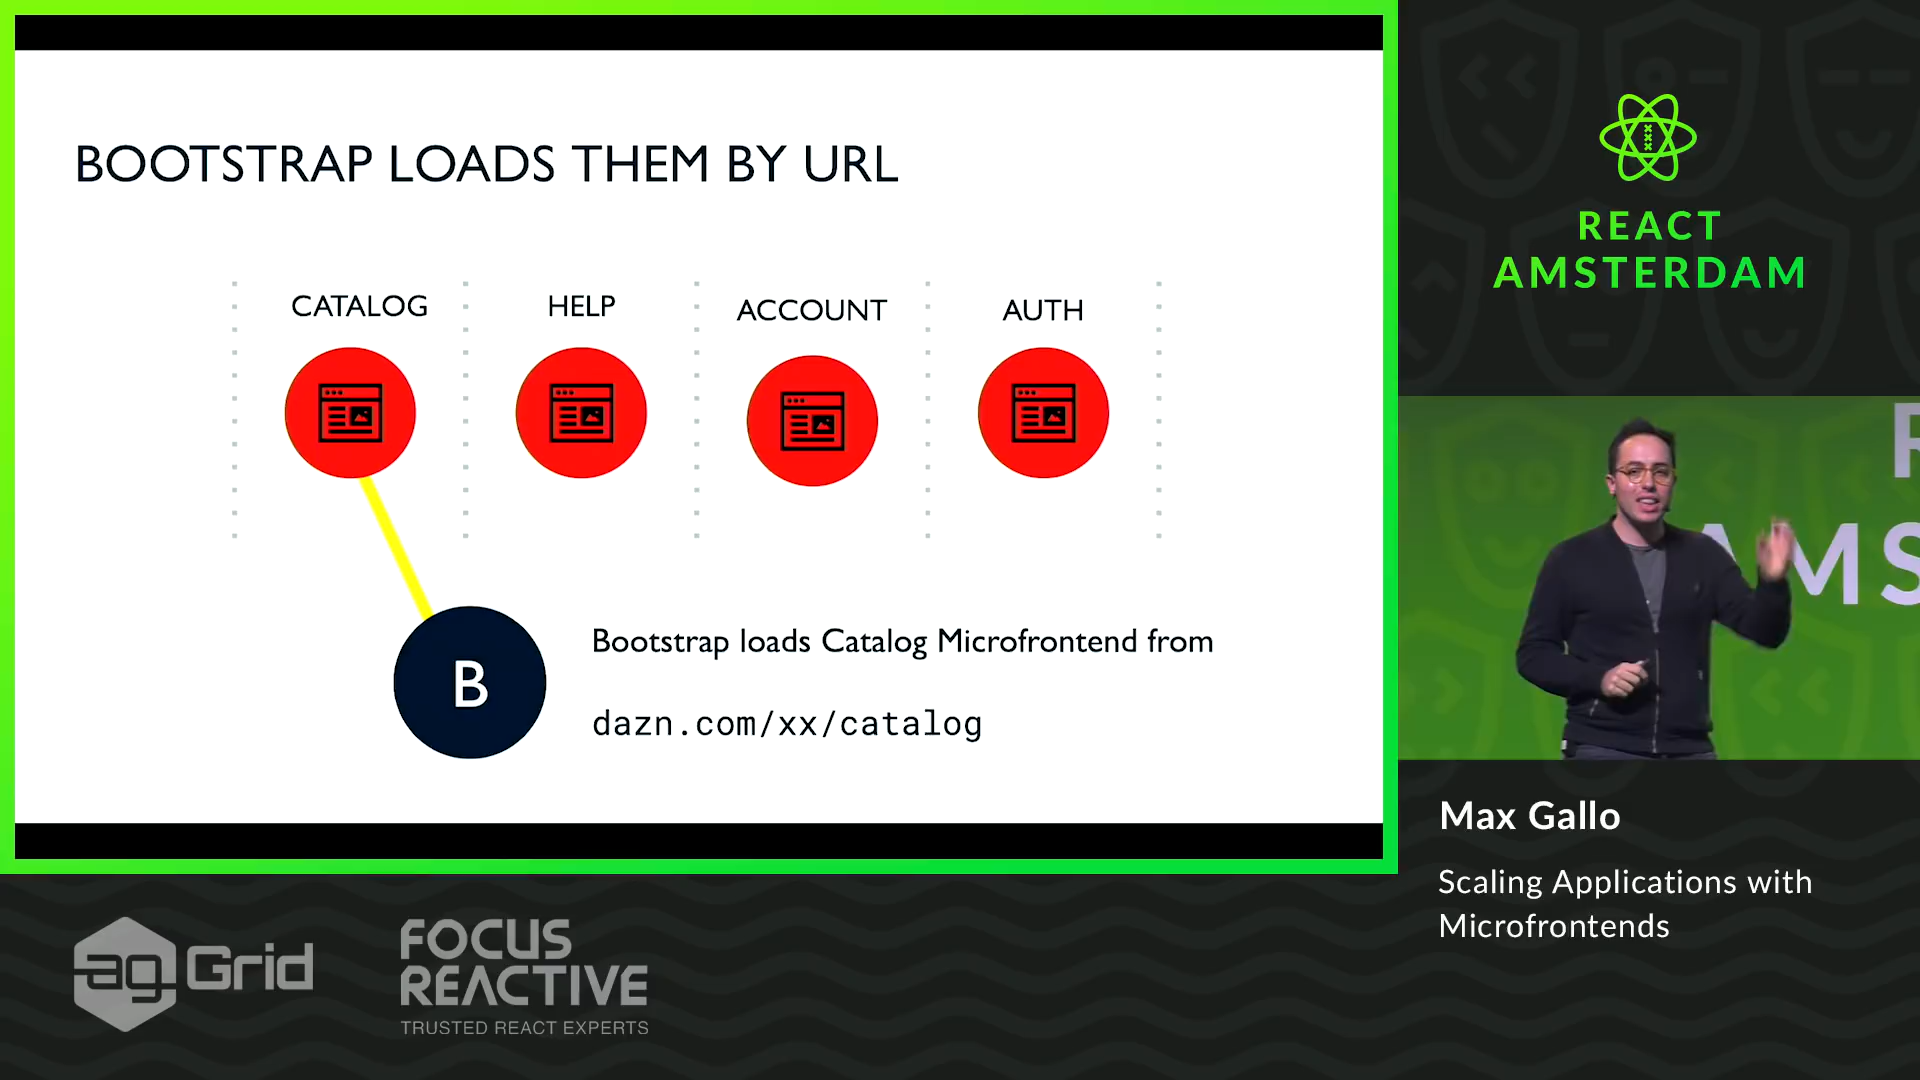 BOOTSTRAP LOADS THEM BY URL
CATALOG
HELP
ACCOUNT
AUTH
B
Bootstrap loads Catalog Microfrontend from
dazn.com/xx/catalog
REACT
AMSTERDAM
R
AMS
Max Gallo
Scaling Applications with
Microfrontends
ag Grid
FOCUS
REACTIVE
TRUSTED REACT EXPERTS